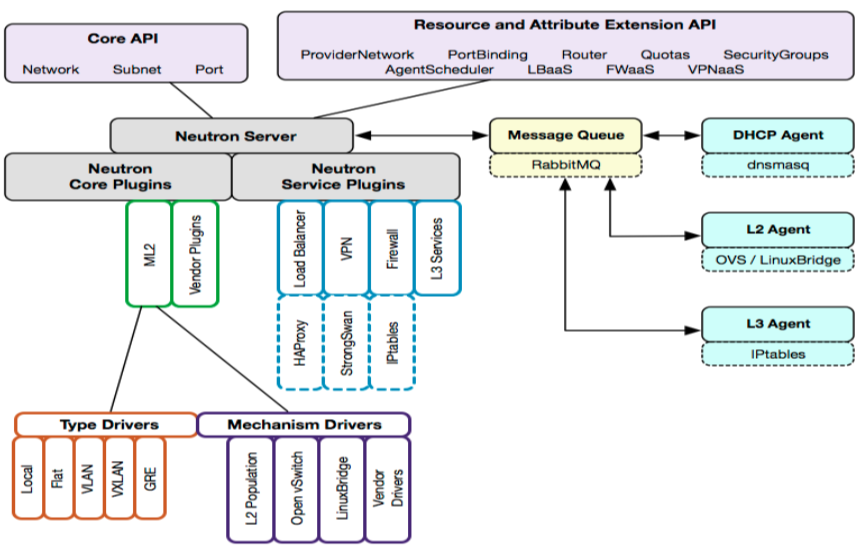 Core API
Network Subnet Port
Resource and Attribute Extension API
ProviderNetwork PortBinding Router Quotas SecurityGroups
AgentScheduler LBaaS FWaaS VPNaaS
Neutron Server
Neutron
Core Plugins
Neutron
Service Plugins
Message Queue
RabbitMQ
DHCP Agent
dnsmasq
L2 Agent
OVS / LinuxBridge
L3 Agent
IPtables
ML2
Vendor Plugins
Load Balancer
VPN
Firewall
L3 Services
HAProxy
StrongSwan
IPtables
Type Drivers
Local
Flat
VLAN
VXLAN
GRE
Mechanism Drivers
L2 Population
Open vSwitch
LinuxBridge
Vendor
Drivers